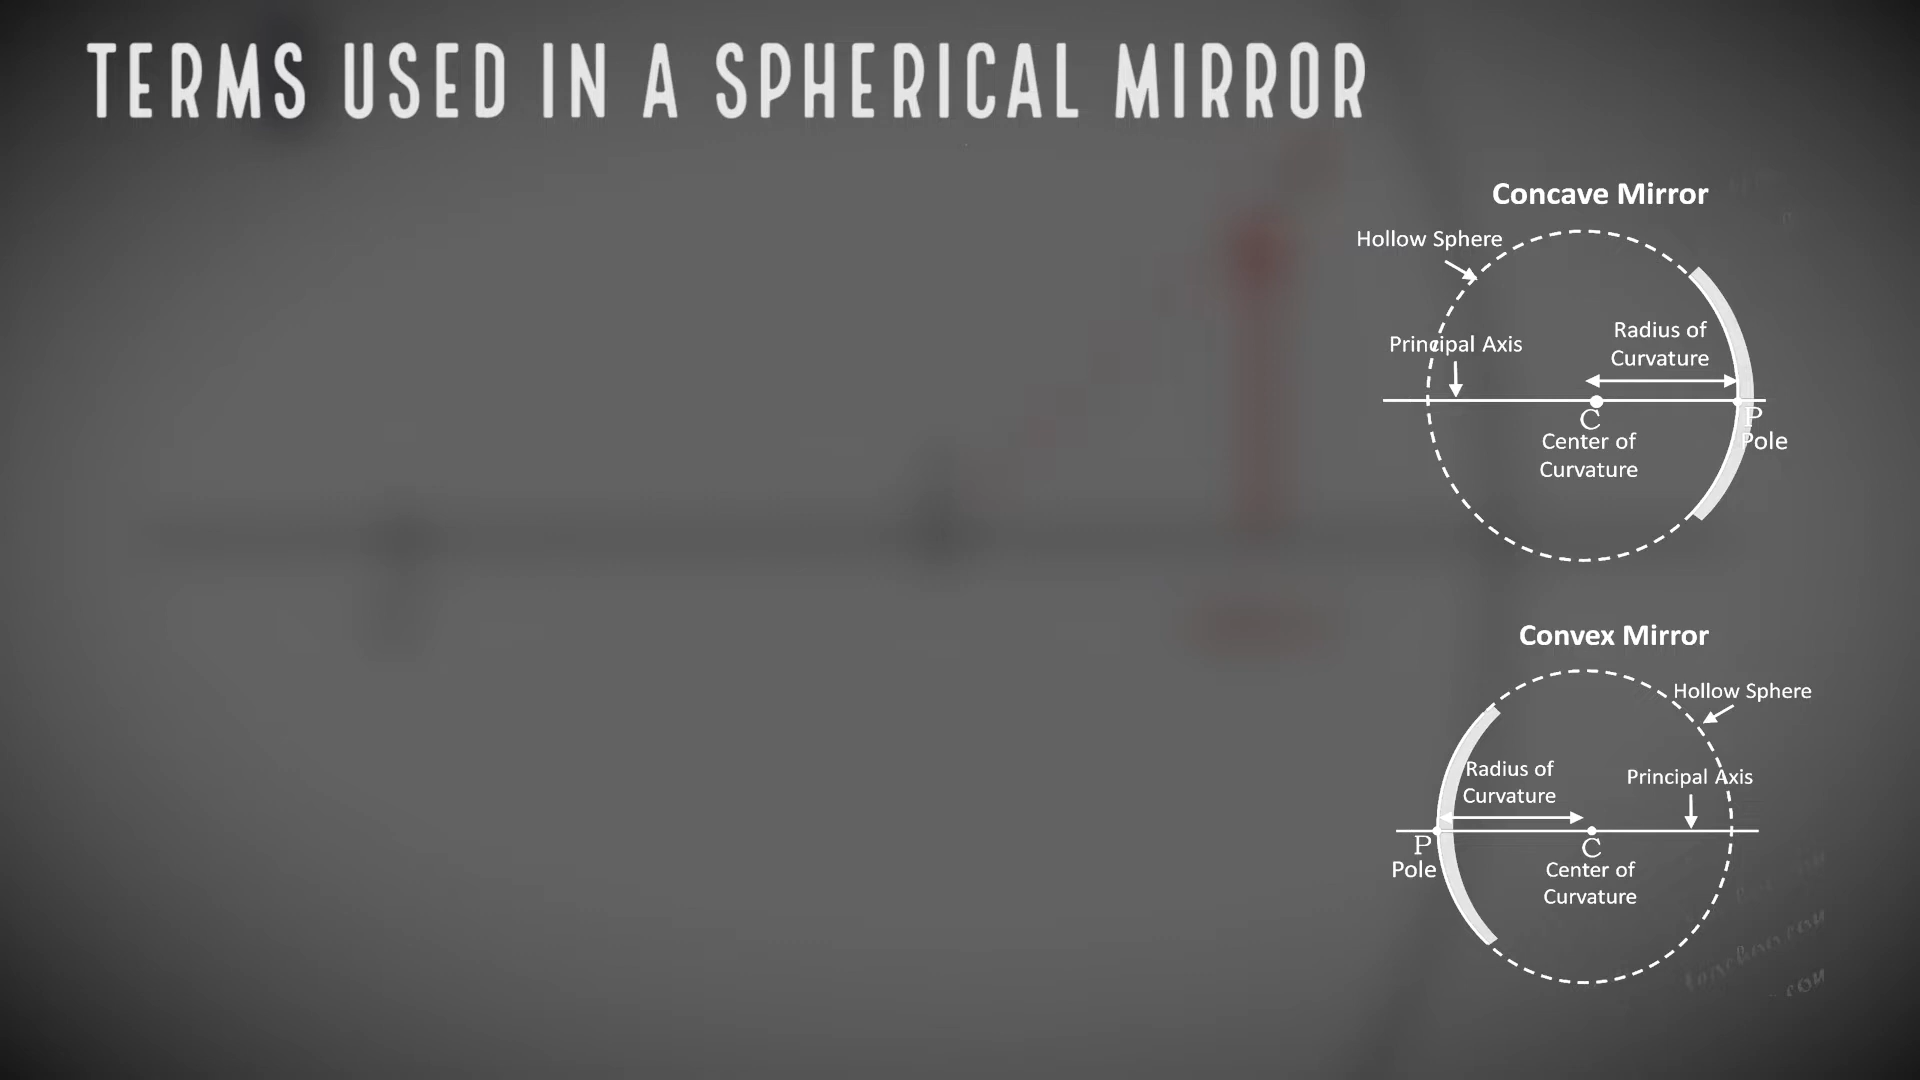 TERMS USED IN A SPHERICAL MIRROR
Concave Mirror
Hollow Sphere
Radius of
Curvature
Principal Axis
C
P
Center of
Curvature
Pole
Convex Mirror
Hollow Sphere
Radius of
Curvature
Principal Axis
P
C
Pole
Center of
Curvature